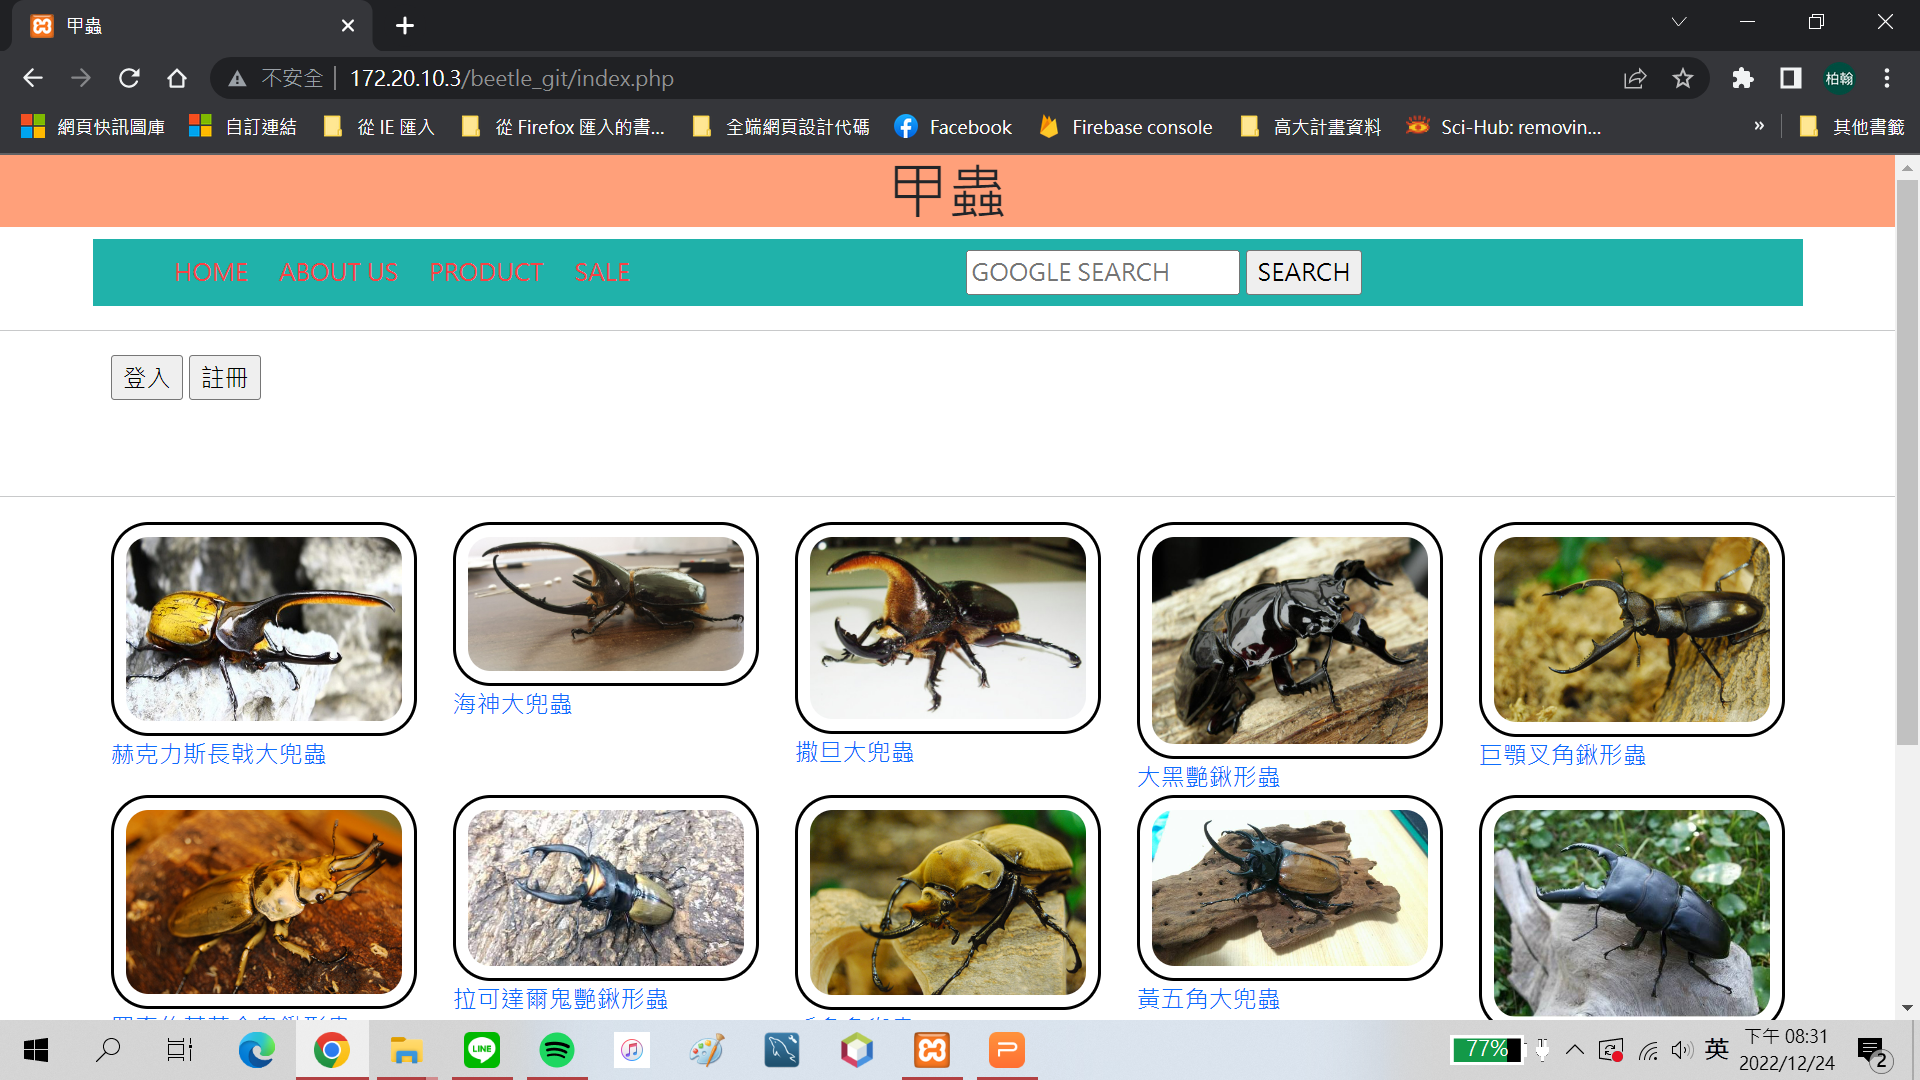 甲蟲
不安全 172.20.10.3/beetle_git/index.php
柏翰
網頁快訊圖庫 自訂連結 從 IE 匯入 從 Firefox 匯入的書... 全端網頁設計代碼 Facebook Firebase console 高大計畫資料 Sci-Hub: removin... » 其他書籤
甲蟲
HOME ABOUT US PRODUCT SALE GOOGLE SEARCH SEARCH
登入 註冊
赫克力斯長戟大兜蟲 海神大兜蟲 撒旦大兜蟲 大黑艷鍬形蟲 巨顎叉角鍬形蟲
拉可達爾鬼艷鍬形蟲 黃五角大兜蟲
LINE
77% 英 下午 08:31
2022/12/24 2